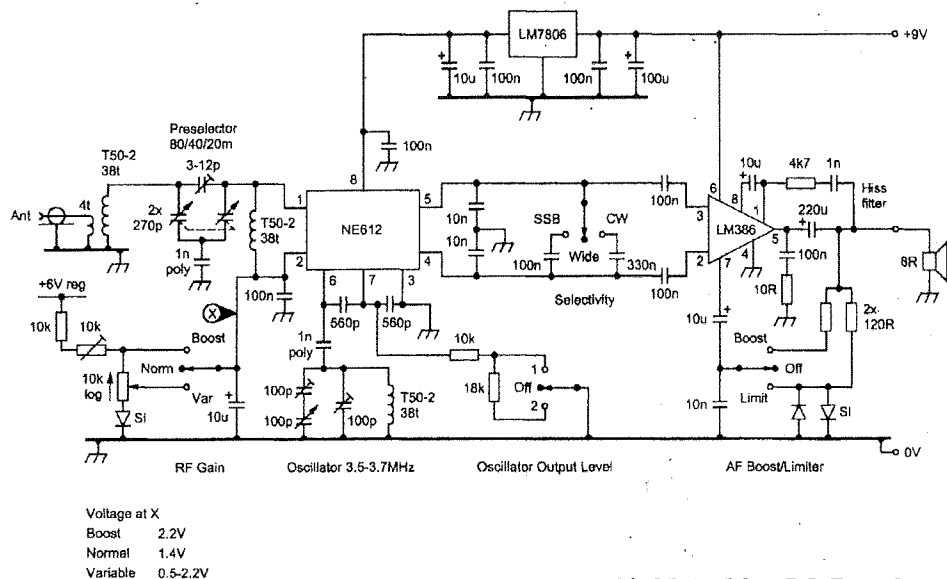 LM7806
+9V
+
10u
100n
100n
+
100u
Preselector
80/40/20m
3-12p
T50-2
38t
4t
Ant
2x
270p
1n
poly
T50-2
38t
100n
8
1
2
NE612
5
4
6
7
3
100n
10n
10n
SSB
CW
Wide
100n
330n
Selectivity
100n
100n
3
2
6
8
1
5
4
7
LM386
10u
+
4k7
1n
Hiss
filter
220u
+
100n
10R
8R
2x
120R
+6V reg
10k
10k
X
Boost
Norm
10k
log
Var
SI
+
10u
1n
poly
560p
560p
100p
100p
100p
T50-2
38t
10k
18k
1
Off
2
10u
+
10n
Boost
Off
Limit
SI
0V
RF Gain
Oscillator 3.5-3.7MHz
Oscillator Output Level
AF Boost/Limiter
Voltage at X
Boost 2.2V
Normal 1.4V
Variable 0.5-2.2V